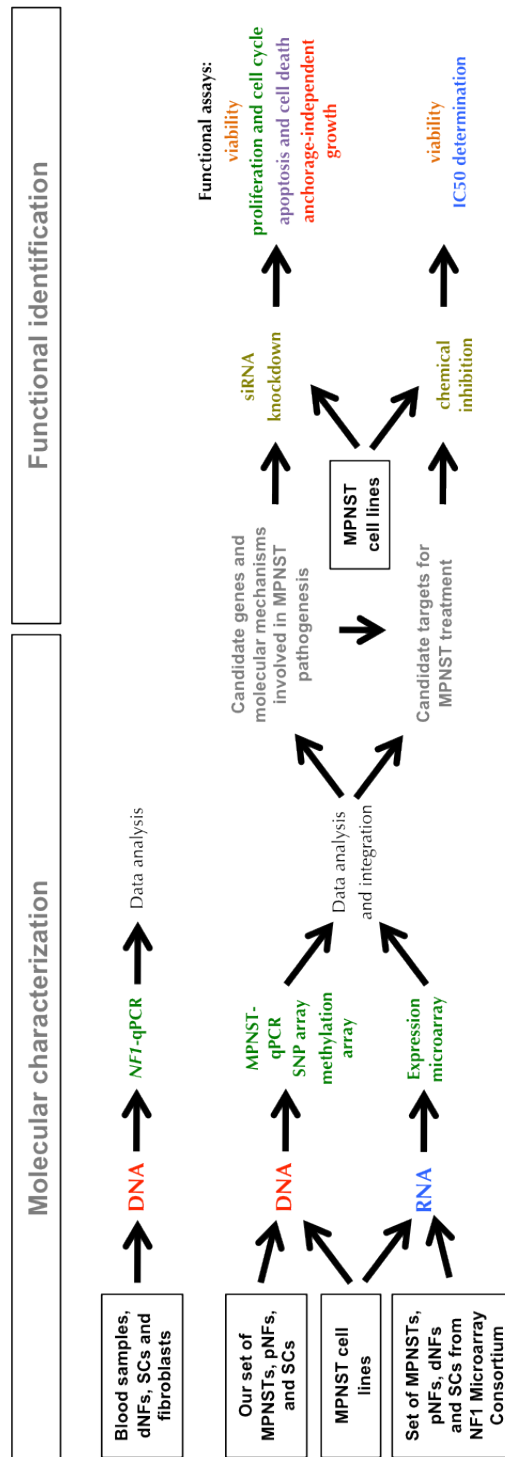 Molecular characterization
Functional identification
Blood samples,
dNFs, SCs and
fibroblasts
DNA
NF1-qPCR
Data analysis
Our set of
MPNSTs, pNFs,
and SCs
DNA
MPNST-
qPCR
SNP array
methylation
array
MPNST cell
lines
Set of MPNSTs,
pNFs, dNFs
and SCs from
NF1 Microarray
Consortium
RNA
Expression
microarray
Data analysis
and integration
Candidate genes and
molecular mechanisms
involved in MPNST
pathogenesis
Candidate targets for
MPNST treatment
MPNST
cell lines
siRNA
knockdown
chemical
inhibition
Functional assays:
viability
proliferation and cell cycle
apoptosis and cell death
anchorage-independent
growth
viability
IC50 determination